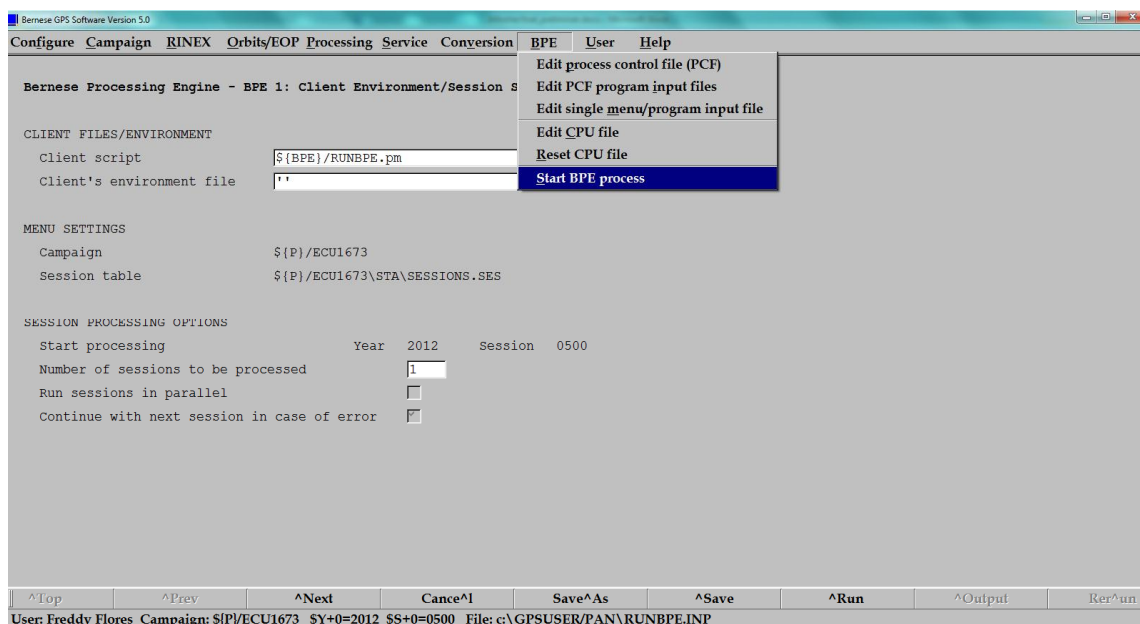 Bernese GPS Software Version 5.0
Configure Campaign RINEX Orbits/EOP Processing Service Conversion BPE User Help
Edit process control file (PCF)
Edit PCF program input files
Edit single menu/program input file
Edit CPU file
Reset CPU file
Start BPE process
Bernese Processing Engine - BPE 1: Client Environment/Session S
CLIENT FILES/ENVIRONMENT
Client script ${BPE}/RUNBPE.pm
Client's environment file ''
MENU SETTINGS
Campaign ${P}/ECU1673
Session table ${P}/ECU1673\STA\SESSIONS.SES
SESSION PROCESSING OPTIONS
Start processing Year 2012 Session 0500
Number of sessions to be processed 1
Run sessions in parallel
Continue with next session in case of error
^Top ^Prev ^Next Cance^l Save^As ^Save ^Run ^Output Rer^un
User: Freddy Flores Campaign: ${P}/ECU1673 $Y+0=2012 $S+0=0500 File: c:\GPSUSER/PAN\RUNBPE.INP